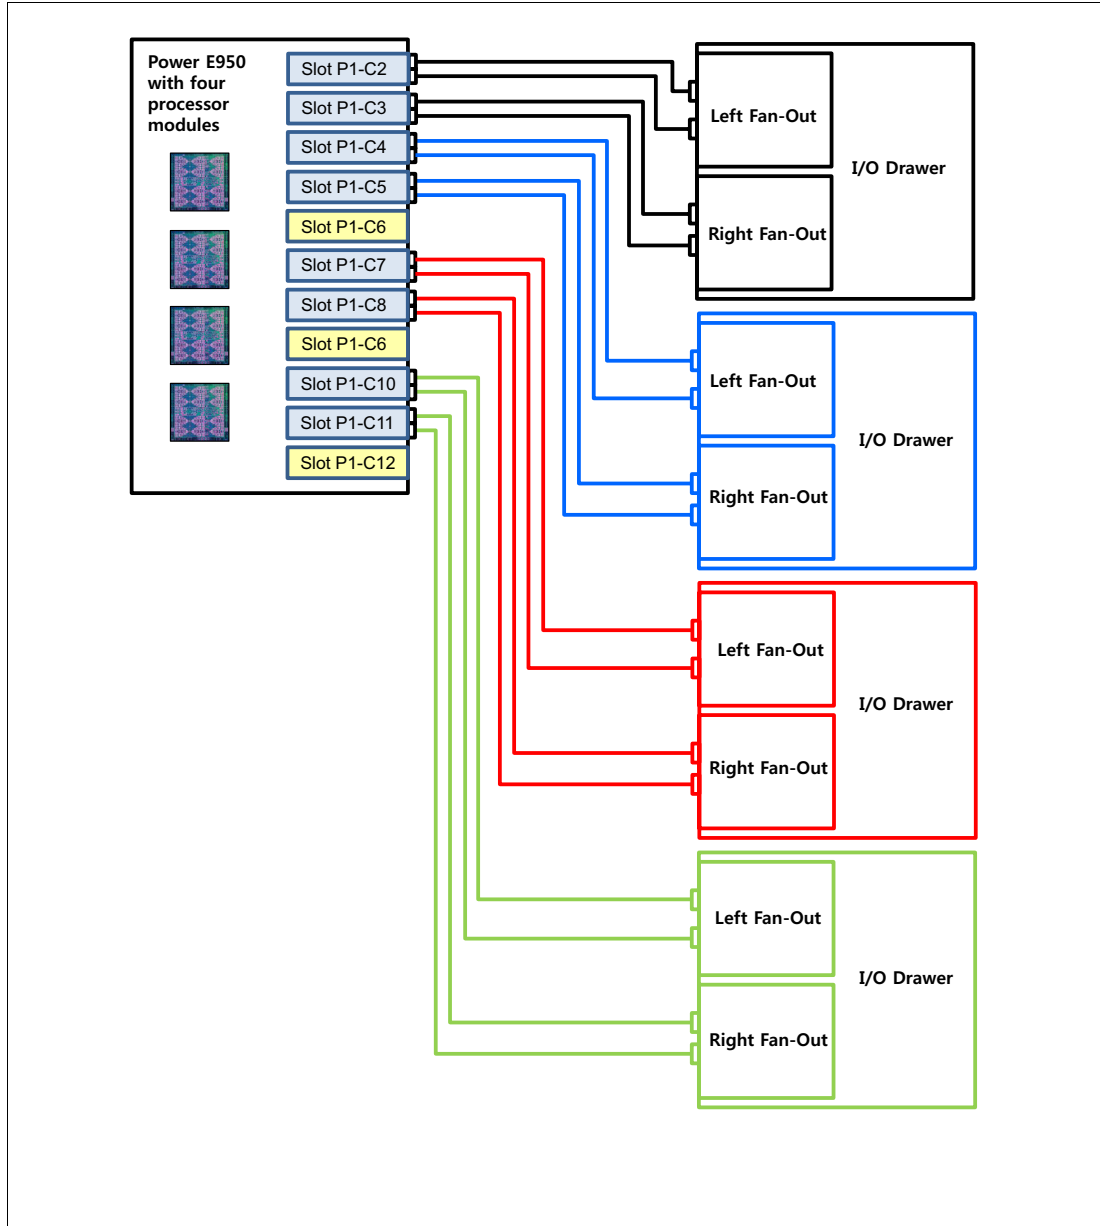 Power E950
with four
processor
modules
Slot P1-C2
Slot P1-C3
Slot P1-C4
Slot P1-C5
Slot P1-C6
Slot P1-C7
Slot P1-C8
Slot P1-C6
Slot P1-C10
Slot P1-C11
Slot P1-C12
Left Fan-Out
I/O Drawer
Right Fan-Out
Left Fan-Out
I/O Drawer
Right Fan-Out
Left Fan-Out
I/O Drawer
Right Fan-Out
Left Fan-Out
I/O Drawer
Right Fan-Out